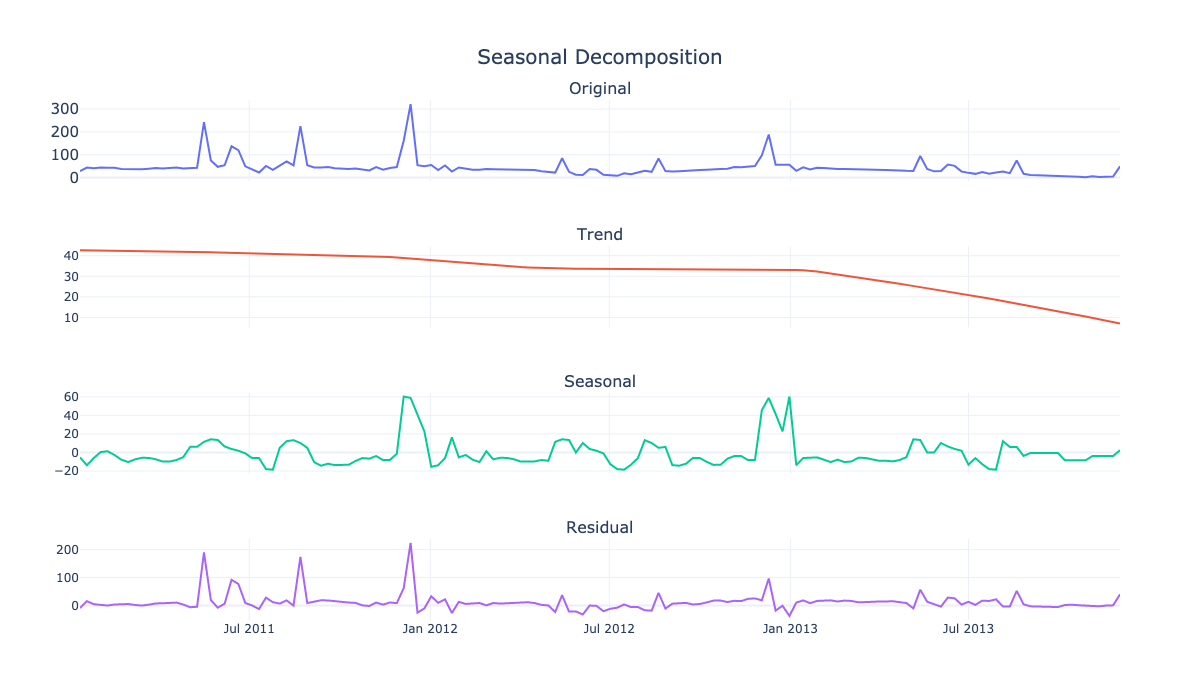 Seasonal Decomposition
Original
300
200
100
0
Trend
40
30
20
10
Seasonal
60
40
20
0
−20
Residual
200
100
0
Jul 2011
Jan 2012
Jul 2012
Jan 2013
Jul 2013